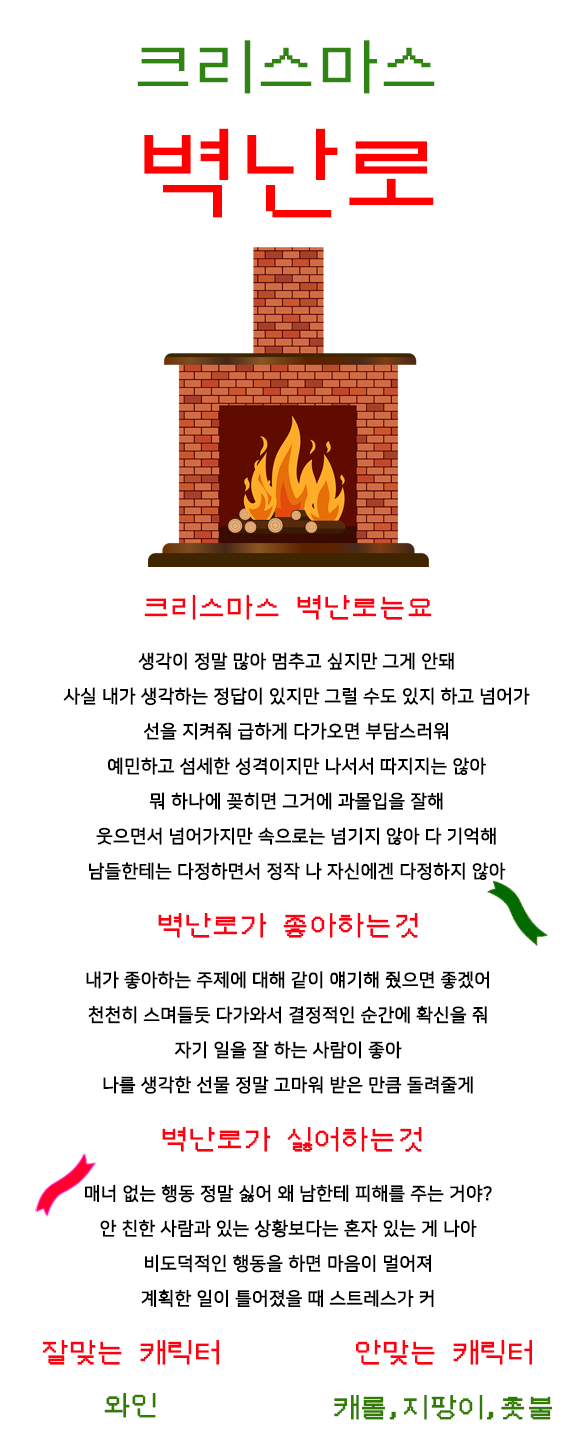 크리스마스
벽난로
크리스마스 벽난로는요
생각이 정말 많아 멈추고 싶지만 그게 안돼
사실 내가 생각하는 정답이 있지만 그럴 수도 있지 하고 넘어가
선을 지켜줘 급하게 다가오면 부담스러워
예민하고 섬세한 성격이지만 나서서 따지지는 않아
뭐 하나에 꽂히면 그거에 과몰입을 잘해
웃으면서 넘어가지만 속으로는 넘기지 않아 다 기억해
남들한테는 다정하면서 정작 나 자신에겐 다정하지 않아
벽난로가 좋아하는것
내가 좋아하는 주제에 대해 같이 얘기해 줬으면 좋겠어
천천히 스며들듯 다가와서 결정적인 순간에 확신을 줘
자기 일을 잘 하는 사람이 좋아
나를 생각한 선물 정말 고마워 받은 만큼 돌려줄게
벽난로가 싫어하는것
매너 없는 행동 정말 싫어 왜 남한테 피해를 주는 거야?
안 친한 사람과 있는 상황보다는 혼자 있는 게 나아
비도덕적인 행동을 하면 마음이 멀어져
계획한 일이 틀어졌을 때 스트레스가 커
잘맞는 캐릭터
와인
안맞는 캐릭터
캐롤,지팡이,촛불